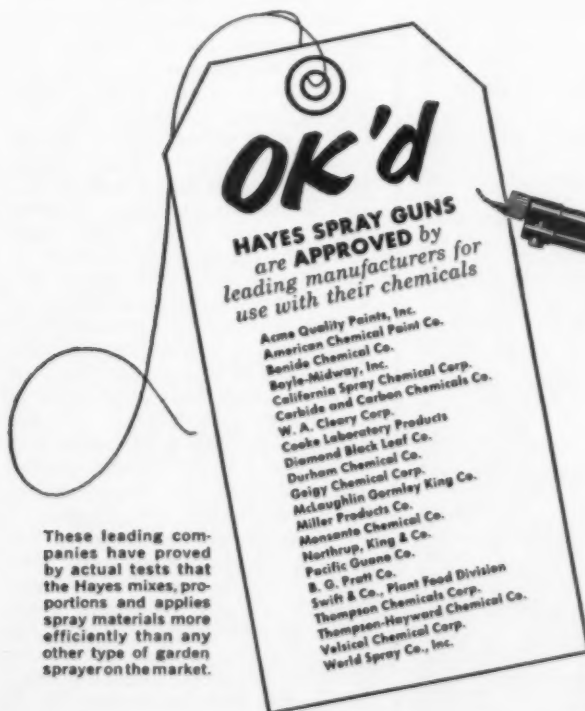 OK'd
HAYES SPRAY GUNS
are APPROVED by
leading manufacturers for
use with their chemicals
Acme Quality Paints, Inc.
American Chemical Paint Co.
Bonide Chemical Co.
Boyle-Midway, Inc.
California Spray Chemical Corp.
Carbide and Carbon Chemicals Co.
W. A. Cleary Corp.
Cooke Laboratory Products
Diamond Black Leaf Co.
Durham Chemical Co.
Geigy Chemical Corp.
McLaughlin Gormley King Co.
Miller Products Co.
Monsanto Chemical Co.
Northrup, King & Co.
Pacific Guano Co.
B. G. Pratt Co.
Swift & Co., Plant Food Division
Thompson Chemicals Corp.
Thompson-Hayward Chemical Co.
Velsicol Chemical Corp.
World Spray Co., Inc.
These leading com-
panies have proved
by actual tests that
the Hayes mixes, pro-
portions and applies
spray materials more
efficiently than any
other type of garden
sprayer on the market.